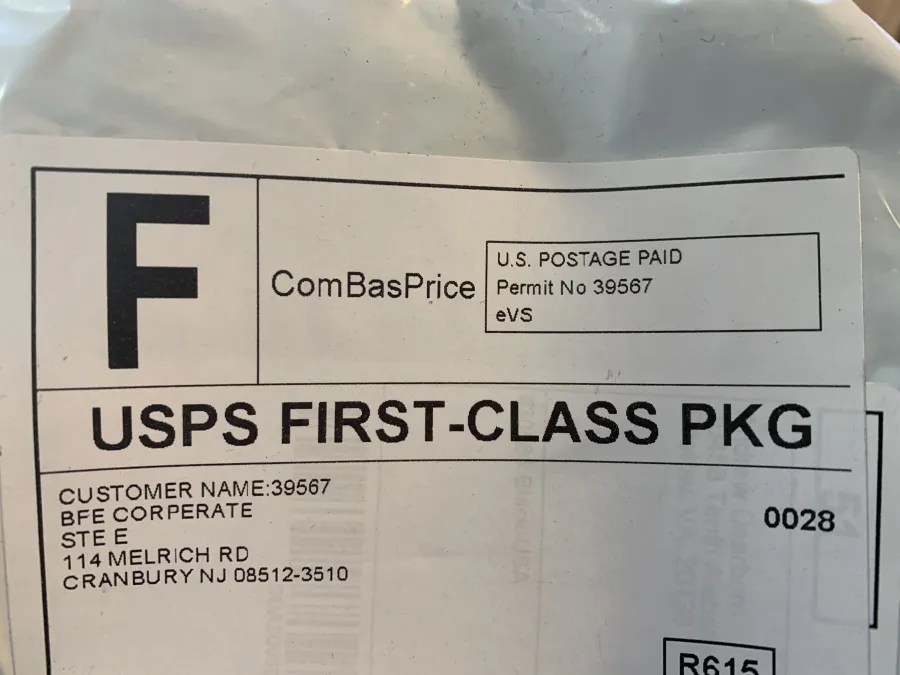 F
ComBasPrice
U.S. POSTAGE PAID
Permit No 39567
eVS
USPS FIRST-CLASS PKG
CUSTOMER NAME:39567
BFE CORPERATE
STE E
114 MELRICH RD
CRANBURY NJ 08512-3510
0028
R615